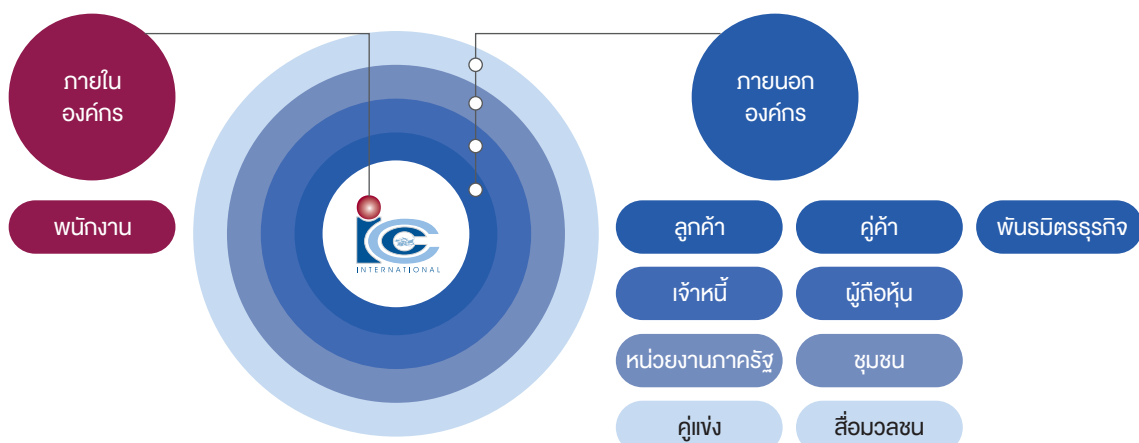 ภายใน
องค์กร
ภายนอก
องค์กร
พนักงาน
icc
INTERNATIONAL
ลูกค้า
คู่ค้า
พันธมิตรธุรกิจ
เจ้าหนี้
ผู้ถือหุ้น
หน่วยงานภาครัฐ
ชุมชน
คู่แข่ง
สื่อมวลชน